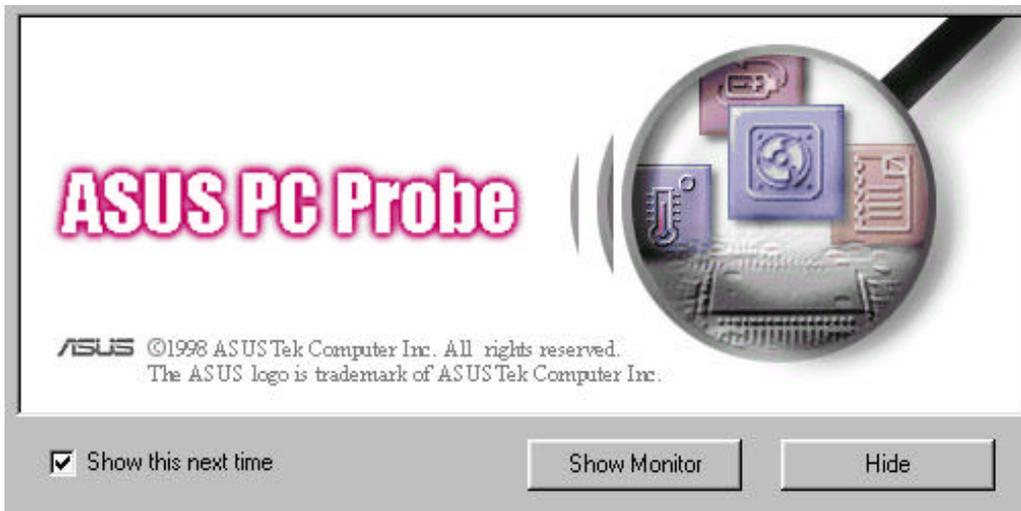 ASUS PC Probe
ASUS ©1998 ASUSTek Computer Inc. All rights reserved.
The ASUS logo is trademark of ASUSTek Computer Inc.
Show this next time
Show Monitor
Hide